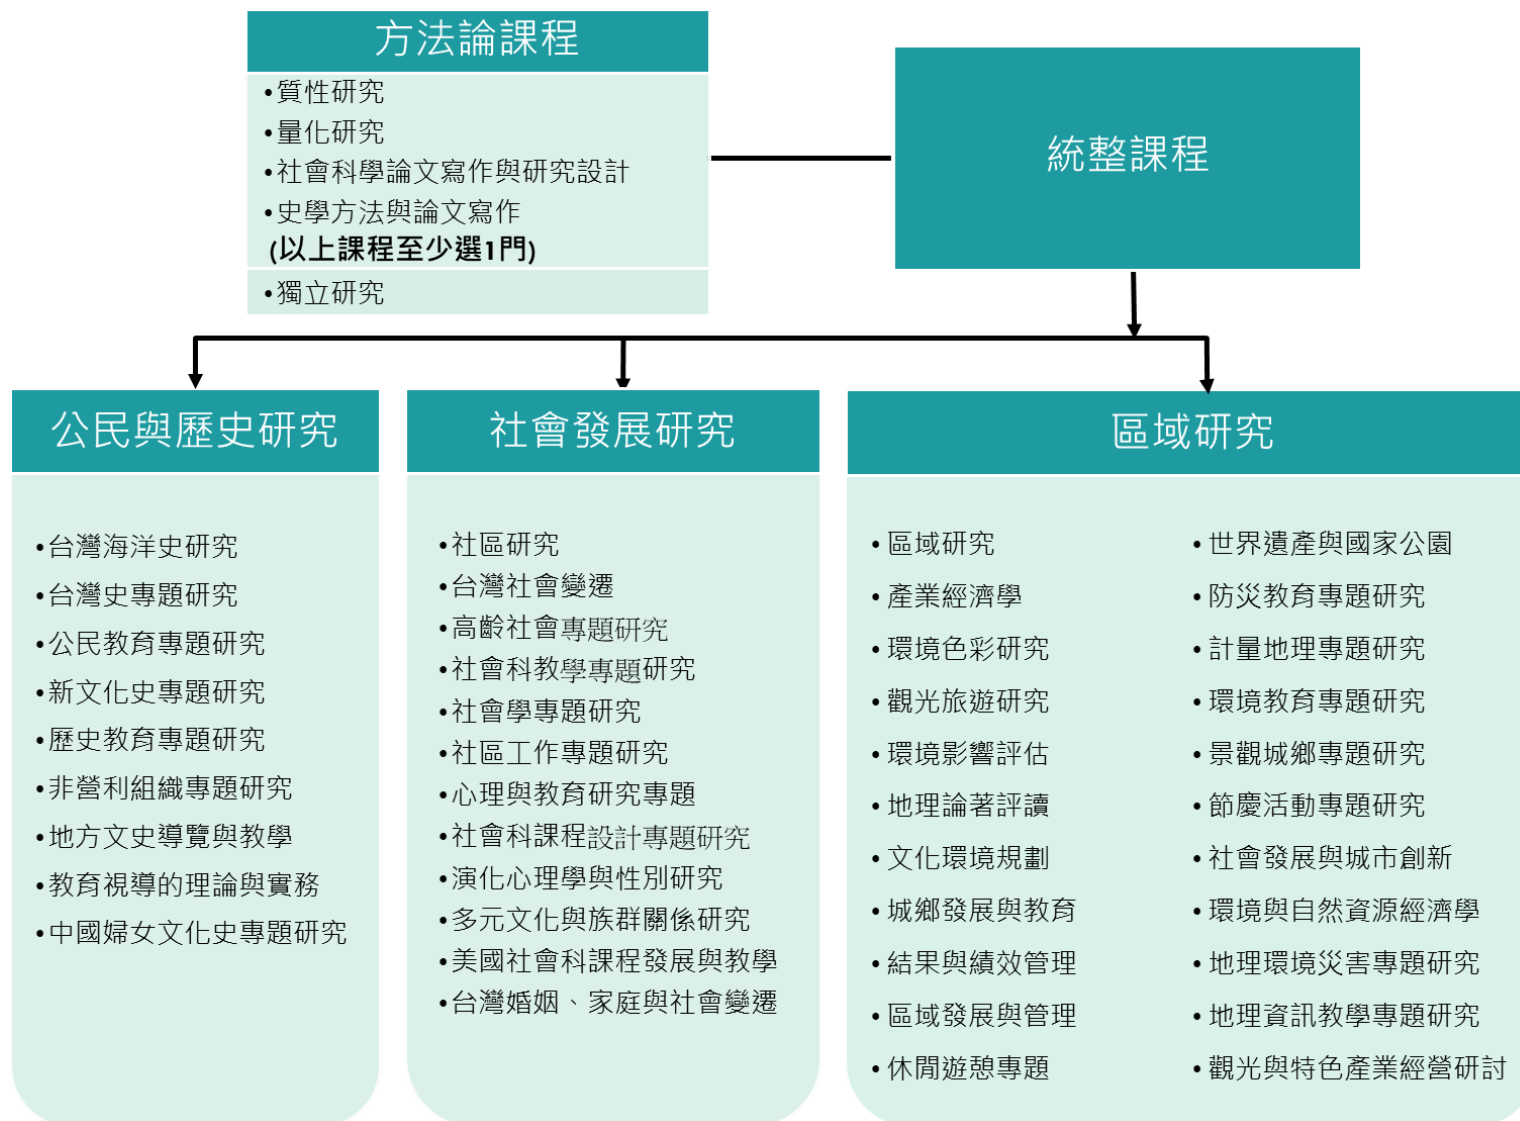 方法論課程
•質性研究
•量化研究
•社會科學論文寫作與研究設計
•史學方法與論文寫作
(以上課程至少選1門)
•獨立研究
統整課程
公民與歷史研究
•台灣海洋史研究
•台灣史專題研究
•公民教育專題研究
•新文化史專題研究
•歷史教育專題研究
•非營利組織專題研究
•地方文史導覽與教學
•教育視導的理論與實務
•中國婦女文化史專題研究
社會發展研究
•社區研究
•台灣社會變遷
•高齡社會專題研究
•社會科教學專題研究
•社會學專題研究
•社區工作專題研究
•心理與教育研究專題
•社會科課程設計專題研究
•演化心理學與性別研究
•多元文化與族群關係研究
•美國社會科課程發展與教學
•台灣婚姻、家庭與社會變遷
區域研究
•區域研究
•產業經濟學
•環境色彩研究
•觀光旅遊研究
•環境影響評估
•地理論著評讀
•文化環境規劃
•城鄉發展與教育
•結果與績效管理
•區域發展與管理
•休閒遊憩專題
•世界遺產與國家公園
•防災教育專題研究
•計量地理專題研究
•環境教育專題研究
•景觀城鄉專題研究
•節慶活動專題研究
•社會發展與城市創新
•環境與自然資源經濟學
•地理環境災害專題研究
•地理資訊教學專題研究
•觀光與特色產業經營研討